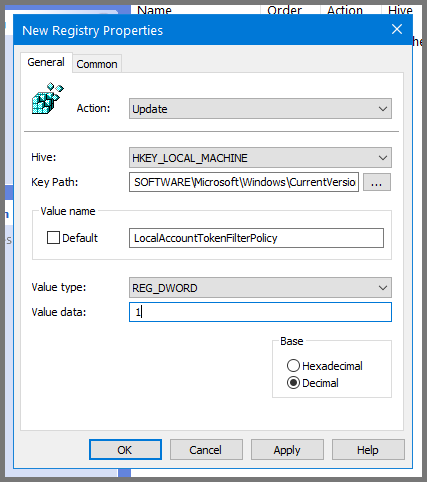 Name Order Action Hive
New Registry Properties
General Common
Action: Update
Hive: HKEY_LOCAL_MACHINE
Key Path: SOFTWARE\Microsoft\Windows\CurrentVersio ...
Value name
Default LocalAccountTokenFilterPolicy
Value type: REG_DWORD
Value data: 1
Base
Hexadecimal
Decimal
OK Cancel Apply Help